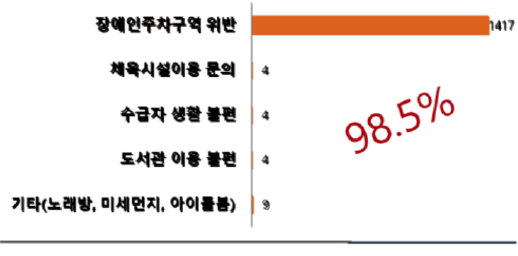 장애인주차구역 위반 1417
체육시설이용 문의 4
수급자 생활 불편 4
98.5%
도서관 이용 불편 4
기타(노래방, 미세먼지, 아이돌봄) 9